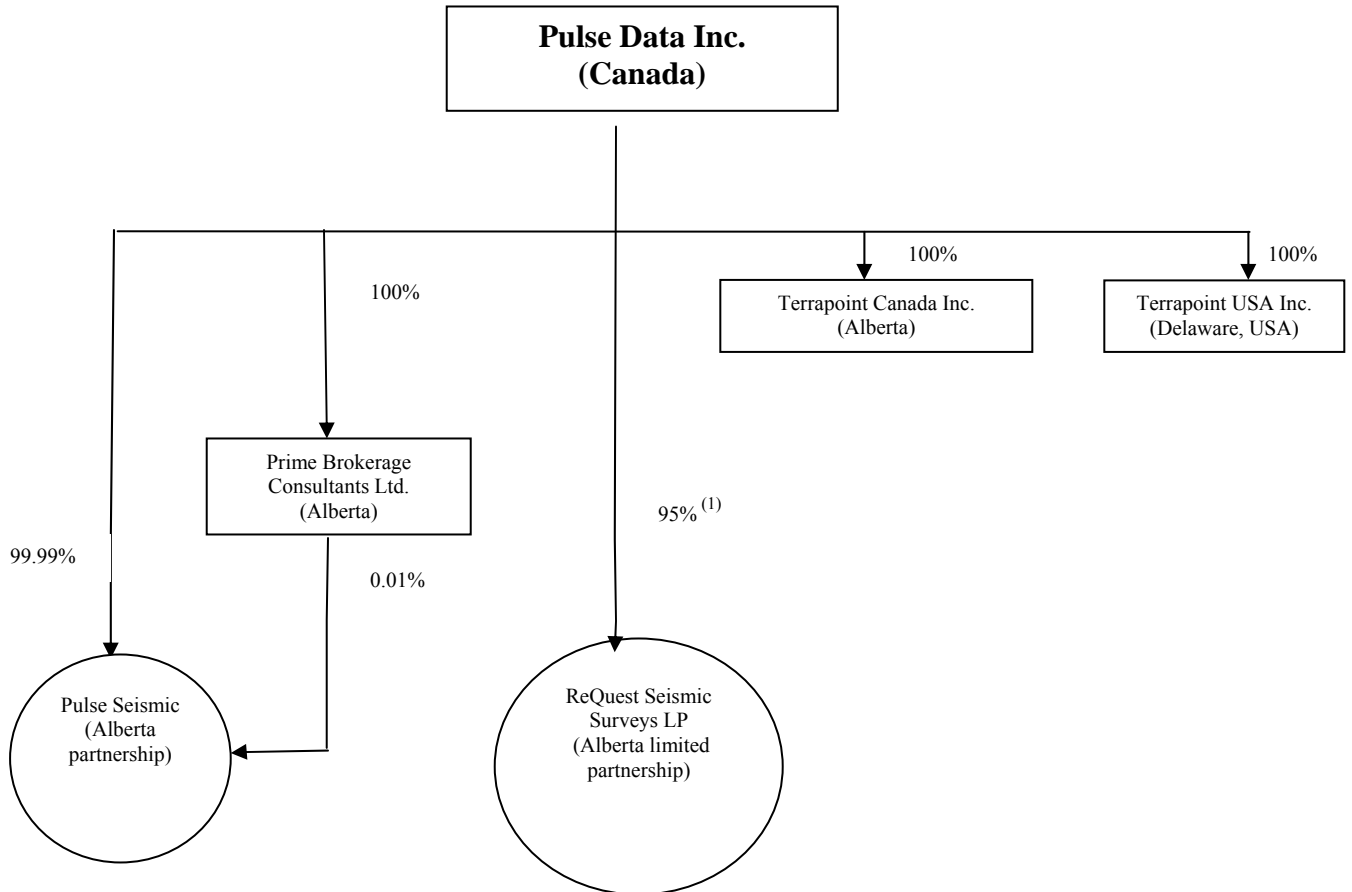 Pulse Data Inc.
(Canada)
100%
100%
100%
Terrapoint Canada Inc.
(Alberta)
Terrapoint USA Inc.
(Delaware, USA)
Prime Brokerage
Consultants Ltd.
(Alberta)
95% (1)
99.99%
0.01%
Pulse Seismic
(Alberta
partnership)
ReQuest Seismic
Surveys LP
(Alberta limited
partnership)